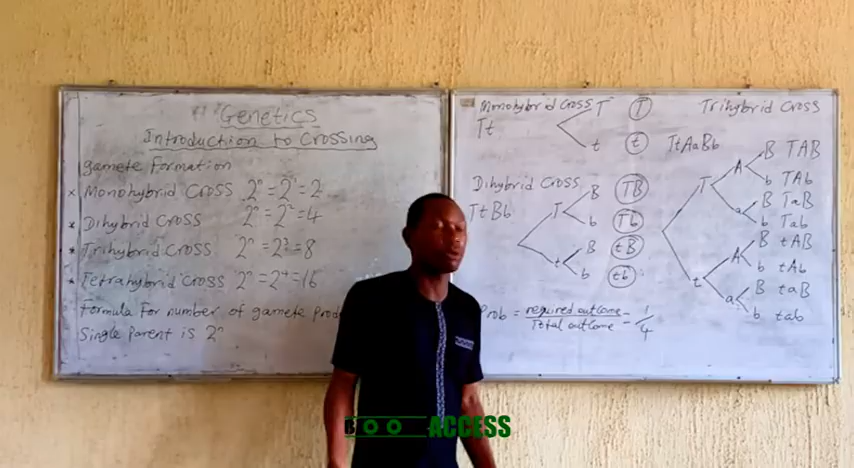 Genetics
Introduction to Crossing
gamete Formation
× Monohybrid Cross 2ⁿ = 2¹ = 2
* Dihybrid Cross 2ⁿ = 2² = 4
* Trihybrid Cross 2ⁿ = 2³ = 8
* Tetrahybrid Cross 2ⁿ = 2⁴ = 16
Formula For number of gamete
Single Parent is 2ⁿ
Monohybrid Cross
Tt
T T
t t
Dihybrid Cross
TtBb
T B TB
b Tb
t B tB
b tb
Prob = required outcome / Total outcome = 1/4
Trihybrid Cross
TtAaBb
T A B TAB
b TAb
a B TaB
b Tab
t A B tAB
b tAb
a B taB
b tab
ACCESS